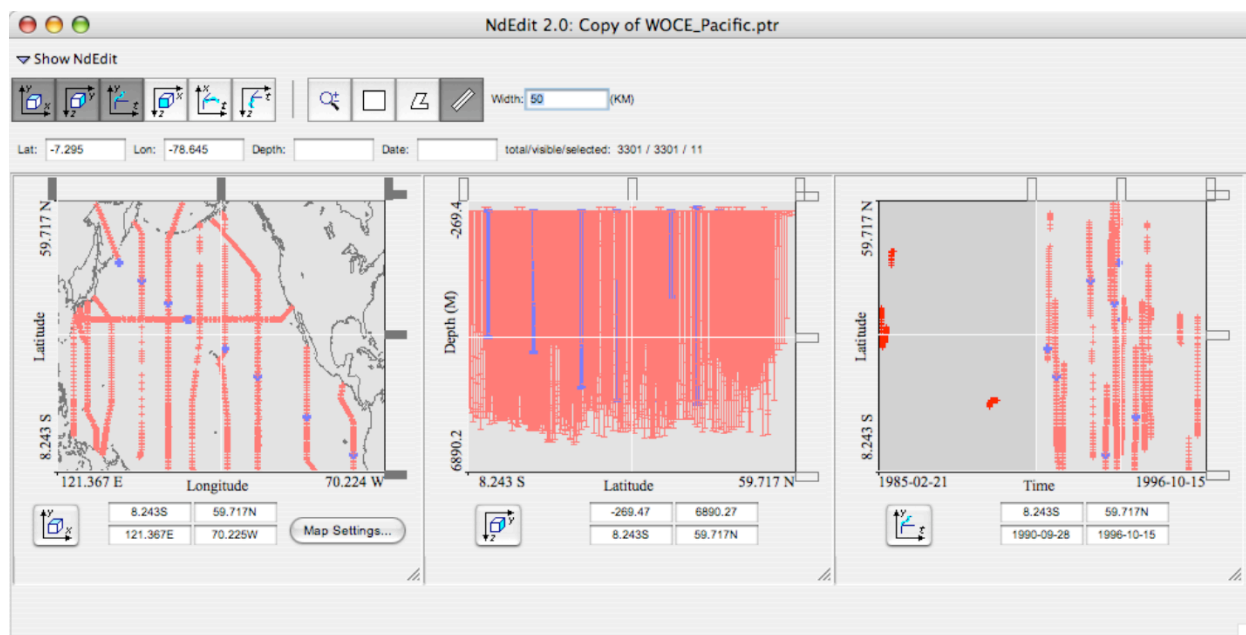 NdEdit 2.0: Copy of WOCE_Pacific.ptr
Show NdEdit
y x y z y t x z x t t z Width: 50 (KM)
Lat: -7.295 Lon: -78.645 Depth: Date: total/visible/selected: 3301 / 3301 / 11
59.717 N
Latitude
8.243 S
121.367 E Longitude 70.224 W
y x
8.243S 59.717N
121.367E 70.225W
Map Settings...
-269.4
Depth (M)
6890.2
8.243 S Latitude 59.717 N
y z
-269.47 6890.27
8.243S 59.717N
59.717 N
Latitude
8.243 S
1985-02-21 Time 1996-10-15
y t
8.243S 59.717N
1990-09-28 1996-10-15